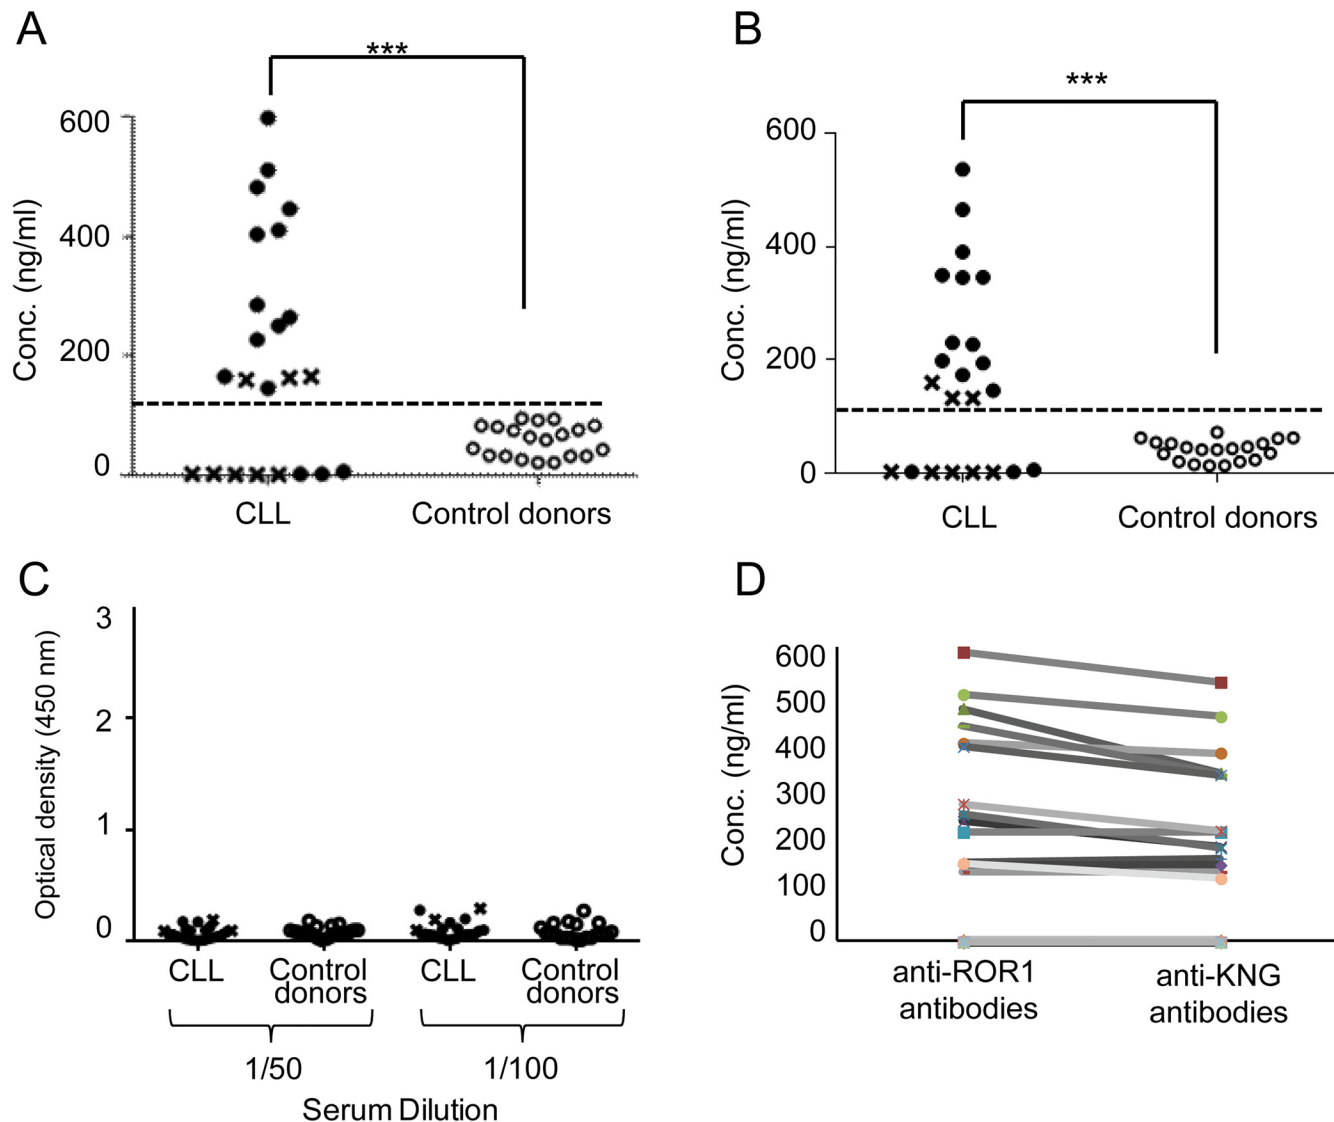 A
***
600
400
200
0
Conc. (ng/ml)
CLL
Control donors
B
***
600
400
200
0
Conc. (ng/ml)
CLL
Control donors
C
3
2
1
0
Optical density (450 nm)
CLL
Control
donors
CLL
Control
donors
1/50
1/100
Serum Dilution
D
600
500
400
300
200
100
0
Conc. (ng/ml)
anti-ROR1
antibodies
anti-KNG
antibodies